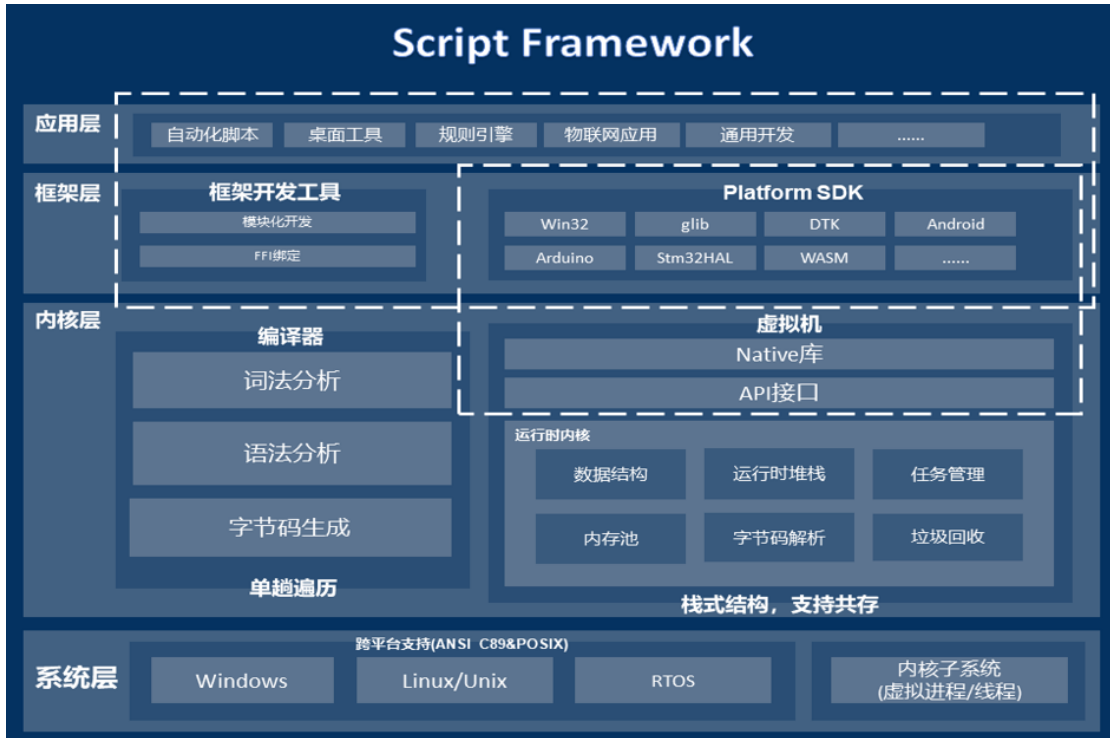 Script Framework
应用层
自动化脚本
桌面工具
规则引擎
物联网应用
通用开发
......
框架层
框架开发工具
模块化开发
FFI绑定
Platform SDK
Win32
glib
DTK
Android
Arduino
Stm32HAL
WASM
......
内核层
编译器
词法分析
语法分析
字节码生成
单趟遍历
虚拟机
Native库
API接口
运行时内核
数据结构
运行时堆栈
任务管理
内存池
字节码解析
垃圾回收
栈式结构，支持共存
系统层
跨平台支持(ANSI C89&POSIX)
Windows
Linux/Unix
RTOS
内核子系统
(虚拟进程/线程)